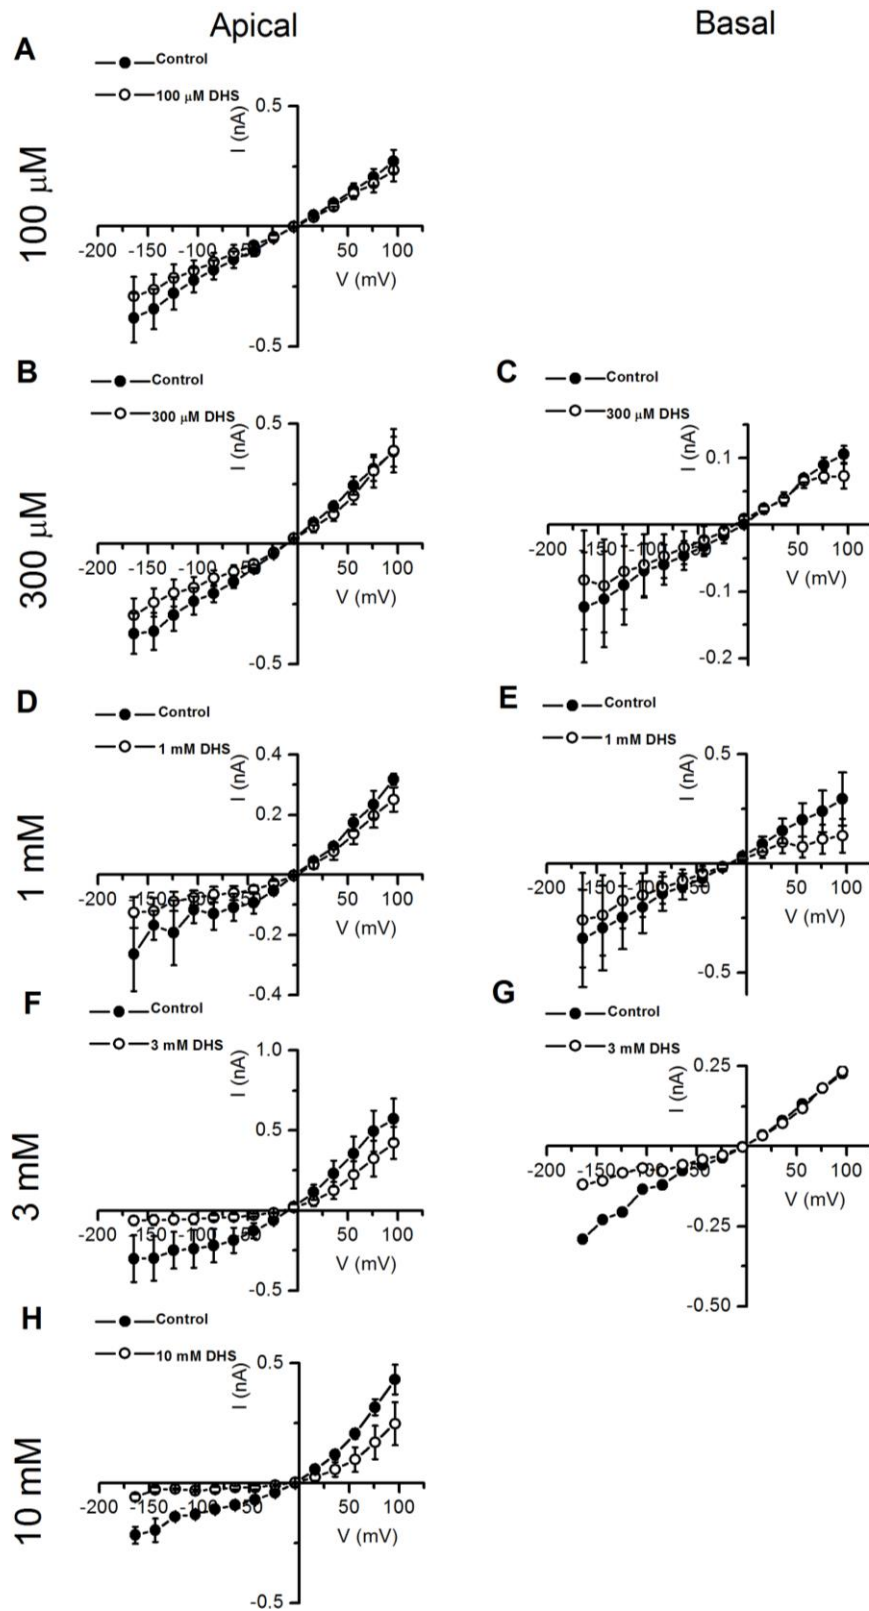 Apical
Basal
A
Control
100 μM DHS
0.5
I (nA)
100 μM
-200 -150 -100 -50 50 100
V (mV)
-0.5
B
Control
300 μM DHS
0.5
I (nA)
300 μM
-200 -150 -100 -50 50 100
V (mV)
-0.5
C
Control
300 μM DHS
I (nA)
0.1
-200 -150 -100 -50 50 100
V (mV)
-0.1
-0.2
D
Control
1 mM DHS
0.4
I (nA)
0.2
1 mM
-200 -150 -100 -50 50 100
V (mV)
-0.2
-0.4
E
Control
1 mM DHS
0.5
I (nA)
-200 -150 -100 -50 50 100
V (mV)
-0.5
F
Control
3 mM DHS
1.0
I (nA)
0.5
3 mM
-200 -150 -100 -50 50 100
V (mV)
-0.5
G
Control
3 mM DHS
0.25
I (nA)
-200 -150 -100 -50 50 100
V (mV)
-0.25
-0.50
H
Control
10 mM DHS
0.5
I (nA)
10 mM
-200 -150 -100 -50 50 100
V (mV)
-0.5